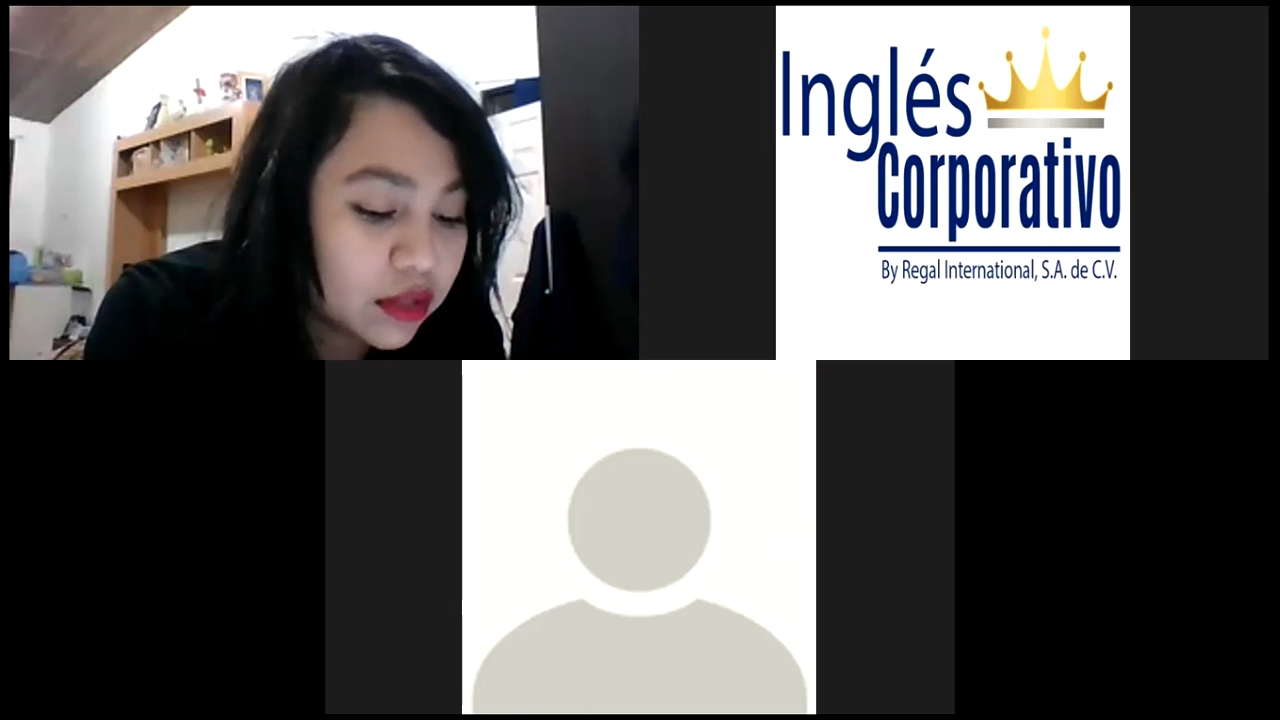 Inglés
Corporativo
By Regal International, S.A. de C.V.